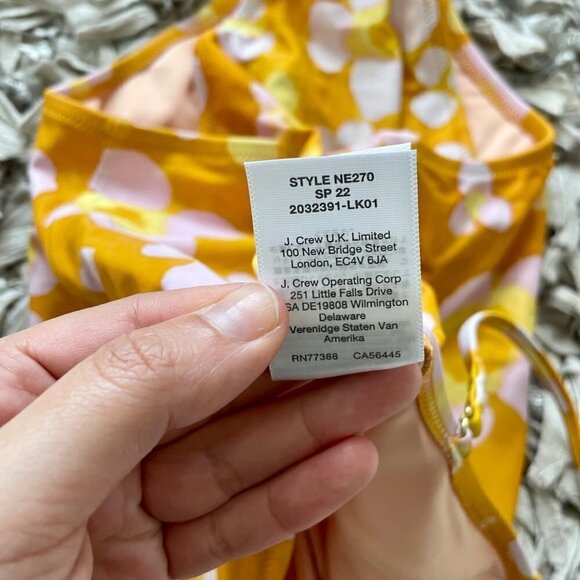 STYLE NE270
SP 22
2032391-LK01
J. Crew U.K. Limited
100 New Bridge Street
London, EC4V 6JA
J. Crew Operating Corp
251 Little Falls Drive
SA DE19808 Wilmington
Delaware
Verenidge Staten Van
Amerika
RN77388 CA56445